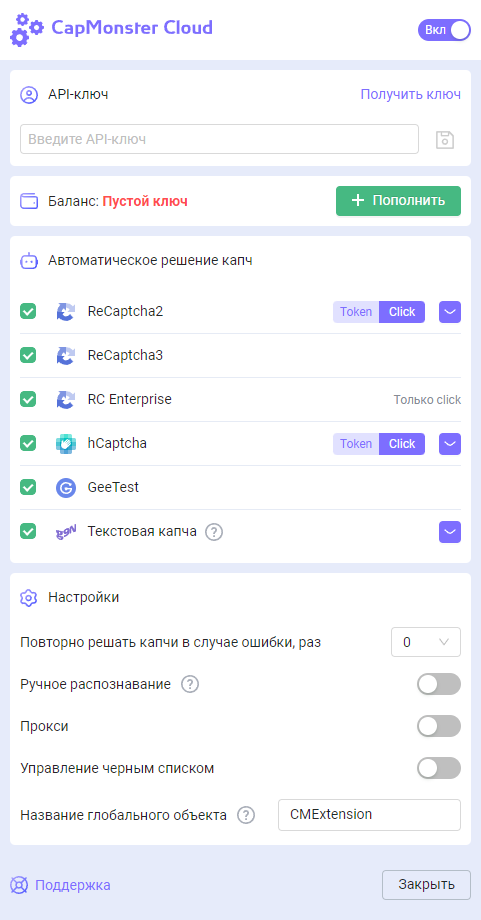 CapMonster Cloud
Вкл
API-ключ
Получить ключ
Введите API-ключ
Баланс: Пустой ключ
Пополнить
Автоматическое решение капч
ReCaptcha2
Token Click
ReCaptcha3
RC Enterprise
Только click
hCaptcha
Token Click
GeeTest
Текстовая капча ?
Настройки
Повторно решать капчи в случае ошибки, раз
0
Ручное распознавание ?
Прокси
Управление черным списком
Название глобального объекта ?
CMExtension
Поддержка
Закрыть